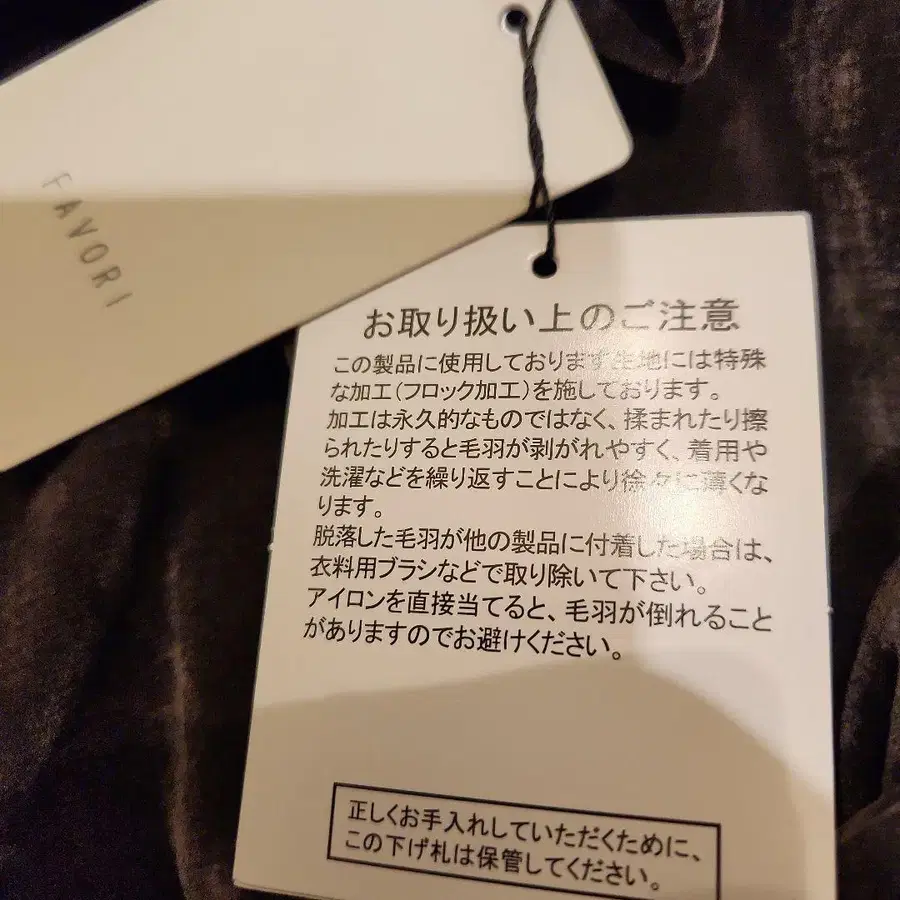 FAVORI
お取り扱い上のご注意
この製品に使用しております生地には特殊
な加工(フロック加工)を施しております。
加工は永久的なものではなく、揉まれたり擦
られたりすると毛羽が剥がれやすく、着用や
洗濯などを繰り返すことにより徐々に薄くな
ります。
脱落した毛羽が他の製品に付着した場合は、
衣料用ブラシなどで取り除いて下さい。
アイロンを直接当てると、毛羽が倒れること
がありますのでお避けください。
正しくお手入れしていただくために、
この下げ札は保管してください。